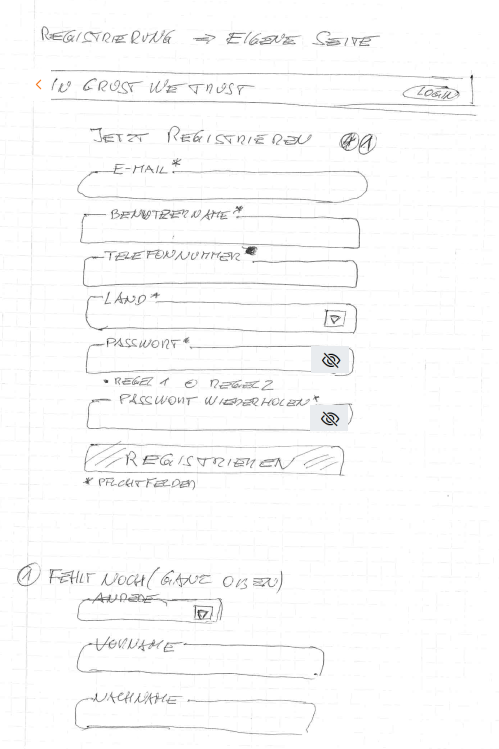 REGISTRIERUNG → EIGENE SEITE
< IN CRUST WE TRUST
LOGIN
JETZT REGISTRIEREN ①
E-MAIL*
BENUTZERNAME*
TELEFONNUMMER
LAND*
PASSWORT*
• REGEL 1 REGEL 2
PASSWORT WIEDERHOLEN*
REGISTRIEREN
* PFLICHTFELDER
① FEHLT NOCH (GANZ OBEN)
ANREDE
VORNAME
NACHNAME